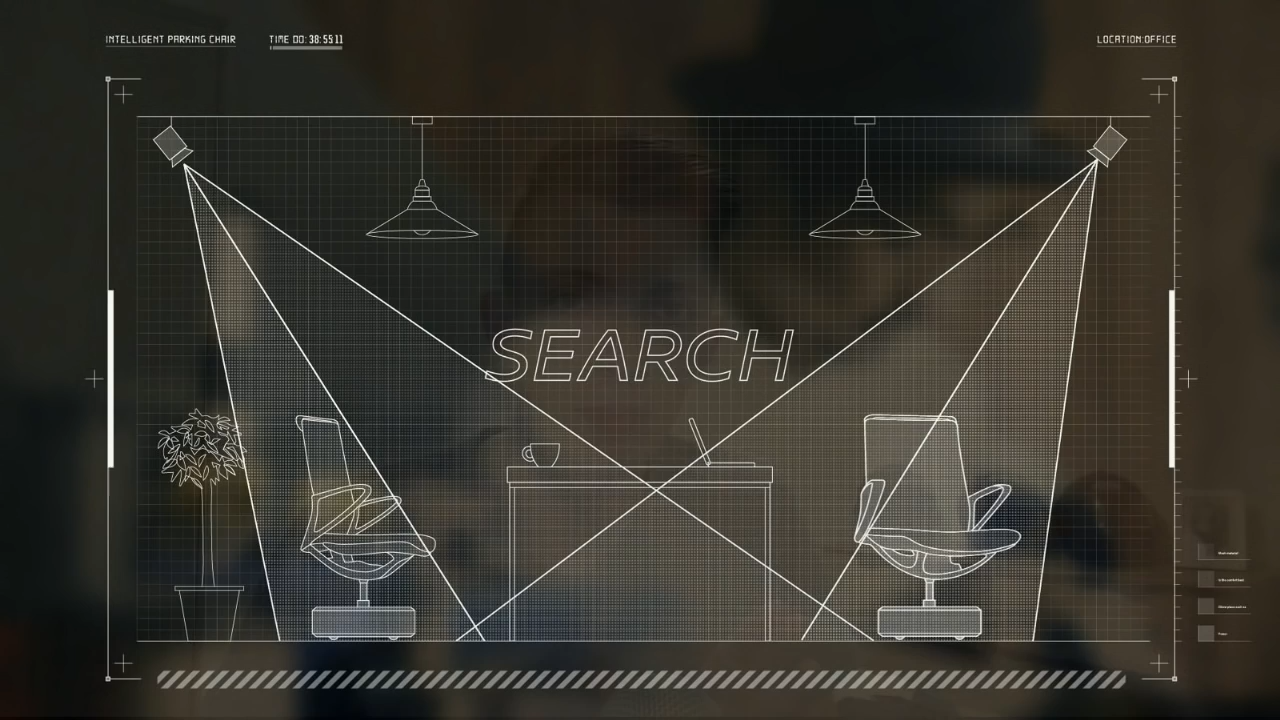 INTELLIGENT PARKING CHAIR
TIME 00:38:55:11
LOCATION:OFFICE
SEARCH